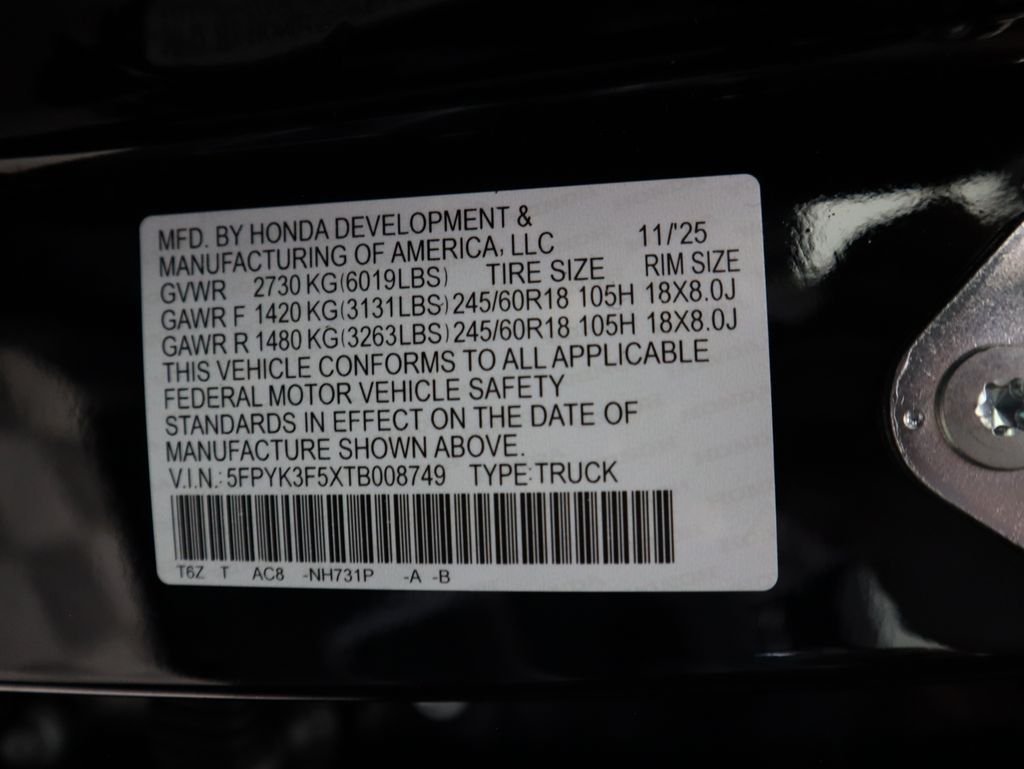 MFD. BY HONDA DEVELOPMENT &
MANUFACTURING OF AMERICA, LLC 11/'25
GVWR 2730 KG(6019LBS) TIRE SIZE RIM SIZE
GAWR F 1420 KG(3131LBS) 245/60R18 105H 18X8.0J
GAWR R 1480 KG(3263LBS) 245/60R18 105H 18X8.0J
THIS VEHICLE CONFORMS TO ALL APPLICABLE
FEDERAL MOTOR VEHICLE SAFETY
STANDARDS IN EFFECT ON THE DATE OF
MANUFACTURE SHOWN ABOVE.
V.I.N.: 5FPYK3F5XTB008749 TYPE: TRUCK
T6Z T AC8 -NH731P -A -B